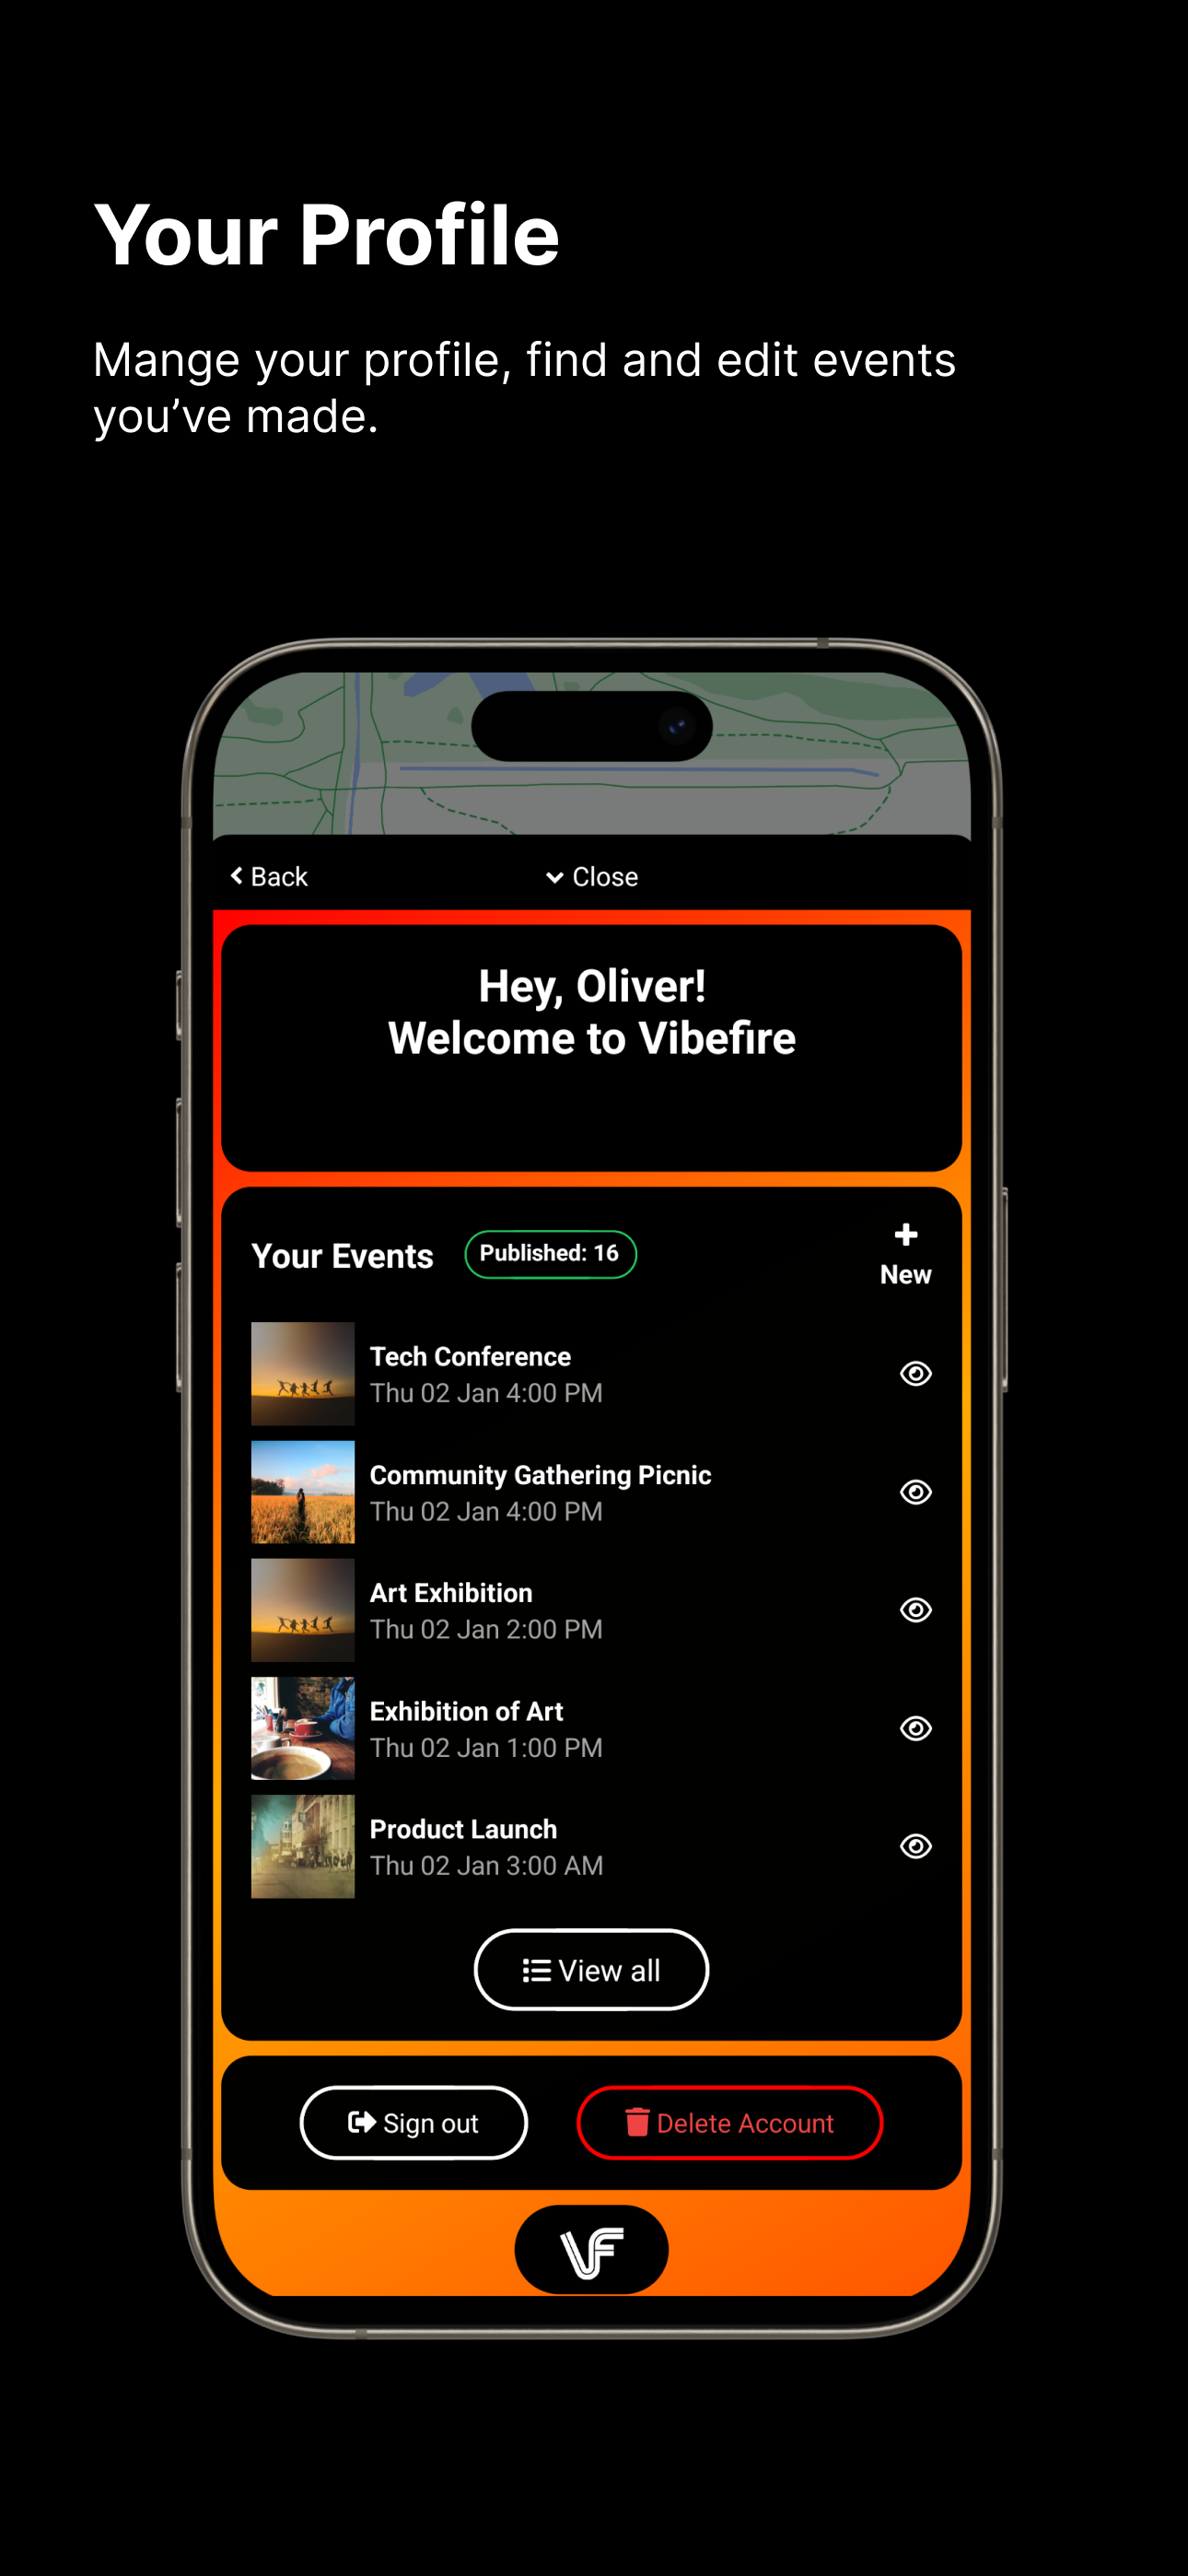 Your Profile
Mange your profile, find and edit events
you’ve made.
Back
Close
Hey, Oliver!
Welcome to Vibefire
Your Events
Published: 16
New
Tech Conference
Thu 02 Jan 4:00 PM
Community Gathering Picnic
Thu 02 Jan 4:00 PM
Art Exhibition
Thu 02 Jan 2:00 PM
Exhibition of Art
Thu 02 Jan 1:00 PM
Product Launch
Thu 02 Jan 3:00 AM
View all
Sign out
Delete Account
VF